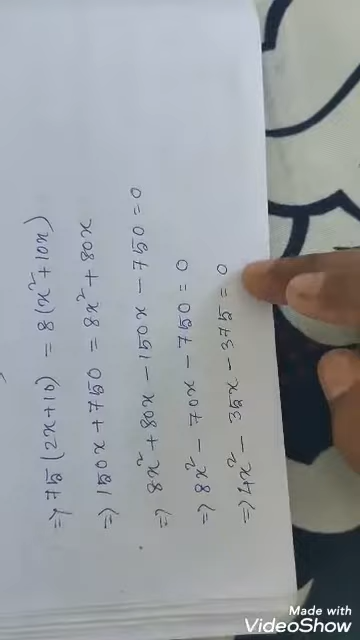 ⇒ 75(2x+10) = 8(x²+10x)
⇒ 150x+750 = 8x²+80x
⇒ 8x²+80x-150x-750=0
⇒ 8x²-70x-750=0
⇒ 4x²-35x-375=0
Made with
VideoShow